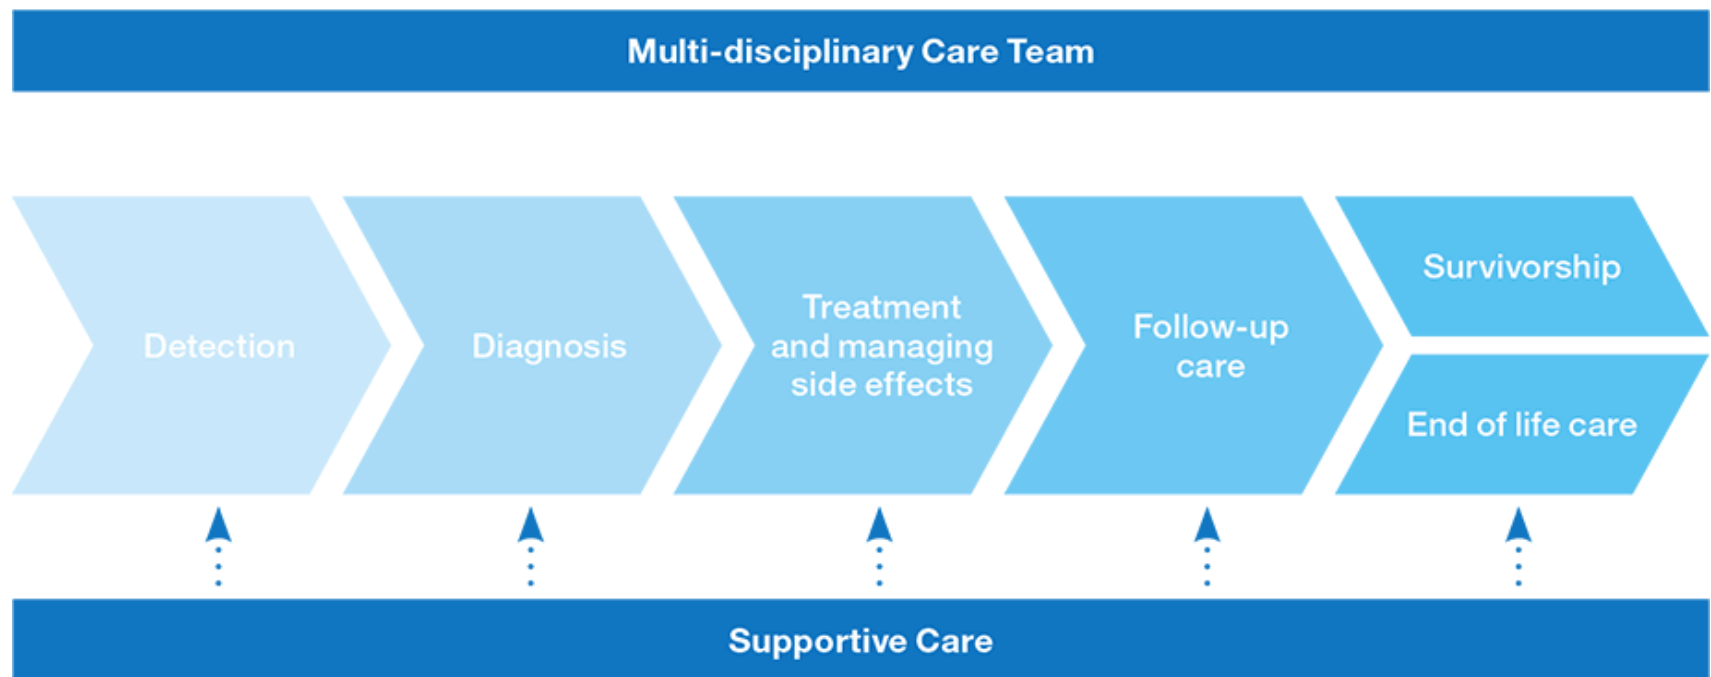 Multi-disciplinary Care Team
Detection
Diagnosis
Treatment
and managing
side effects
Follow-up
care
Survivorship
End of life care
Supportive Care